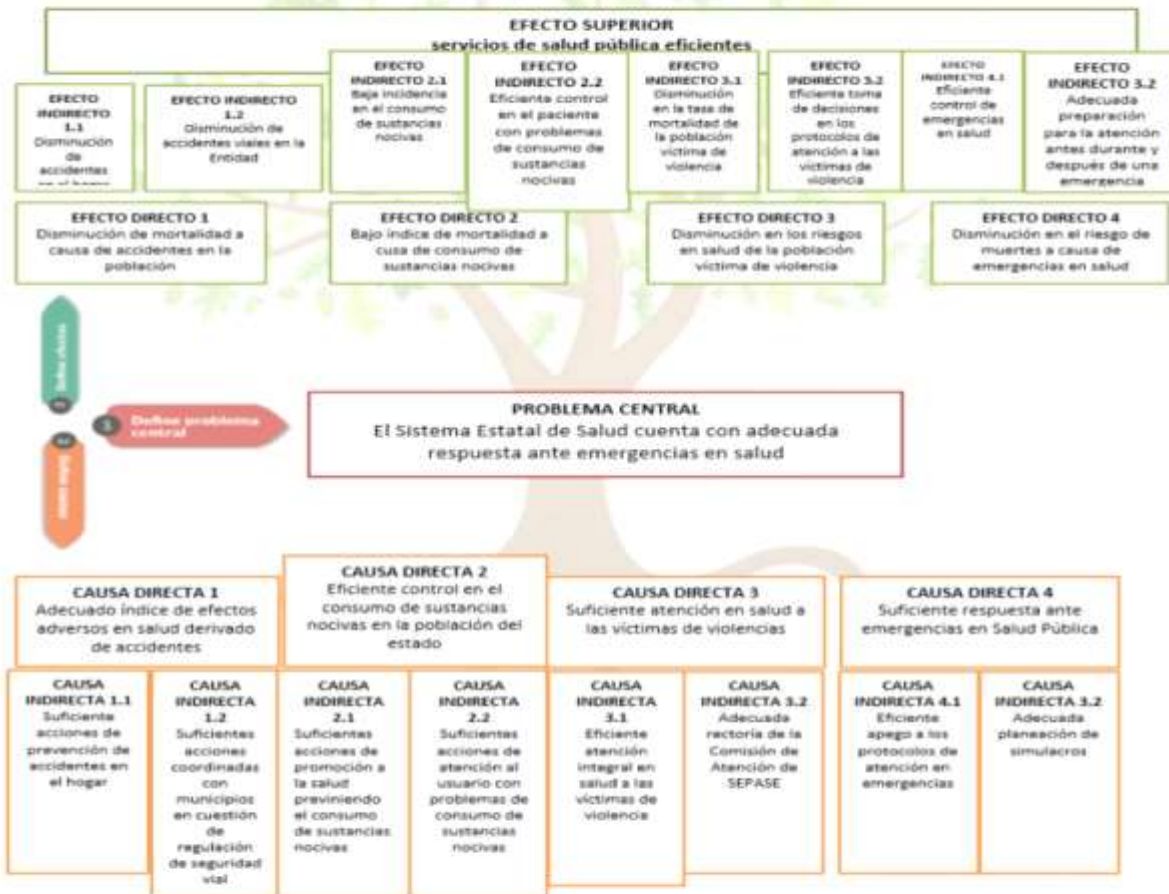 EFECTO SUPERIOR
servicios de salud pública eficientes
EFECTO
INDIRECTO
1.1
Disminución
de
accidentes
en el hogar
EFECTO INDIRECTO
1.2
Disminución de
accidentes viales en la
Entidad
EFECTO
INDIRECTO 2.1
Baja incidencia
en el consumo
de sustancias
nocivas
EFECTO
INDIRECTO 2.2
Eficiente control
en el paciente
con problemas
de consumo de
sustancias
nocivas
EFECTO
INDIRECTO 3.1
Disminución
en la tasa de
mortalidad de
la población
víctima de
violencia
EFECTO
INDIRECTO 3.2
Eficiente toma
de decisiones
en los
protocolos de
atención a las
víctimas de
violencia
EFECTO
INDIRECTO 4.1
Eficiente
control de
emergencias
en salud
EFECTO
INDIRECTO 3.2
Adecuada
preparación
para la atención
antes durante y
después de una
emergencia
EFECTO DIRECTO 1
Disminución de mortalidad a
causa de accidentes en la
población
EFECTO DIRECTO 2
Bajo índice de mortalidad a
cusa de consumo de
sustancias nocivas
EFECTO DIRECTO 3
Disminución en los riesgos
en salud de la población
víctima de violencia
EFECTO DIRECTO 4
Disminución en el riesgo de
muertes a causa de
emergencias en salud
1
Define problema
central
PROBLEMA CENTRAL
El Sistema Estatal de Salud cuenta con adecuada
respuesta ante emergencias en salud
CAUSA DIRECTA 1
Adecuado índice de efectos
adversos en salud derivado
de accidentes
CAUSA DIRECTA 2
Eficiente control en el
consumo de sustancias
nocivas en la población del
estado
CAUSA DIRECTA 3
Suficiente atención en salud a
las víctimas de violencias
CAUSA DIRECTA 4
Suficiente respuesta ante
emergencias en Salud Pública
CAUSA
INDIRECTA 1.1
Suficiente
acciones de
prevención de
accidentes en
el hogar
CAUSA
INDIRECTA
1.2
Suficientes
acciones
coordinadas
con
municipios
en cuestión
de
regulación
de seguridad
vial
CAUSA
INDIRECTA
2.1
Suficientes
acciones de
promoción a
la salud
previniendo
el consumo
de sustancias
nocivas
CAUSA
INDIRECTA
2.2
Suficientes
acciones de
atención al
usuario con
problemas de
consumo de
sustancias
nocivas
CAUSA
INDIRECTA
3.1
Eficiente
atención
integral en
salud a las
víctimas de
violencia
CAUSA
INDIRECTA 3.2
Adecuada
rectoría de la
Comisión de
Atención de
SEPASE
CAUSA
INDIRECTA 4.1
Eficiente
apego a los
protocolos de
atención en
emergencias
CAUSA
INDIRECTA 3.2
Adecuada
planeación de
simulacros